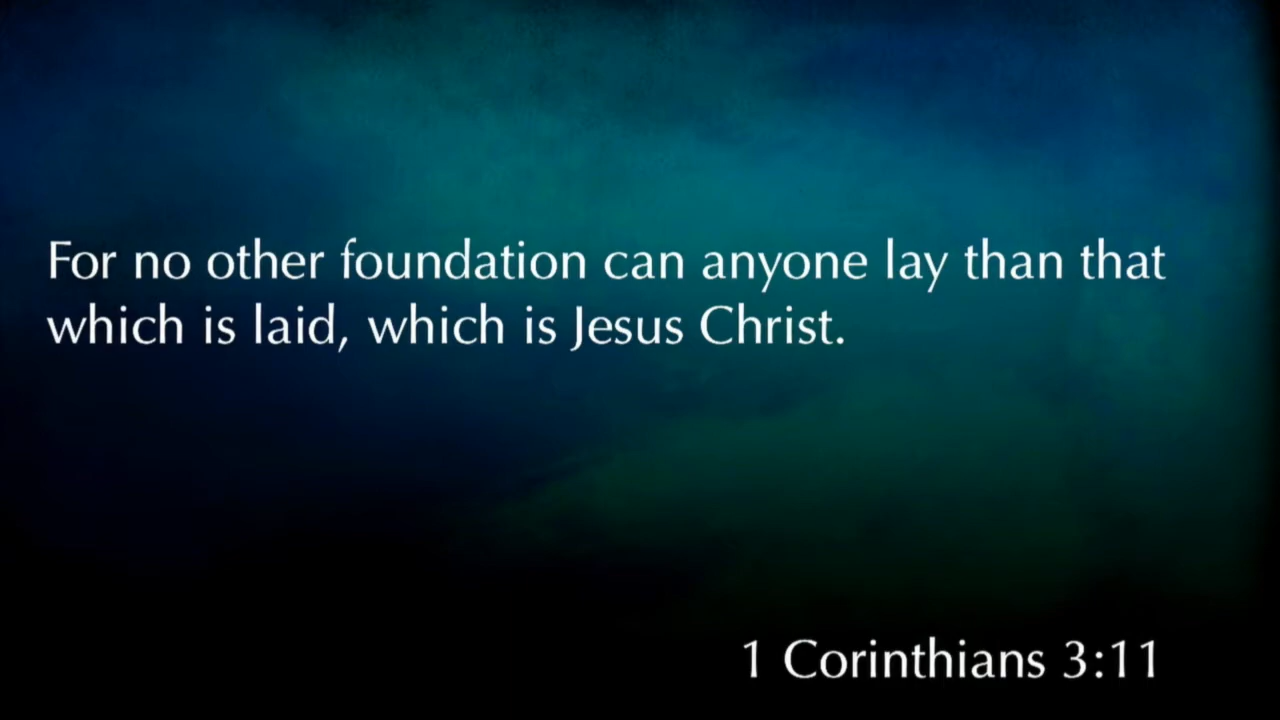 For no other foundation can anyone lay than that
which is laid, which is Jesus Christ.
1 Corinthians 3:11